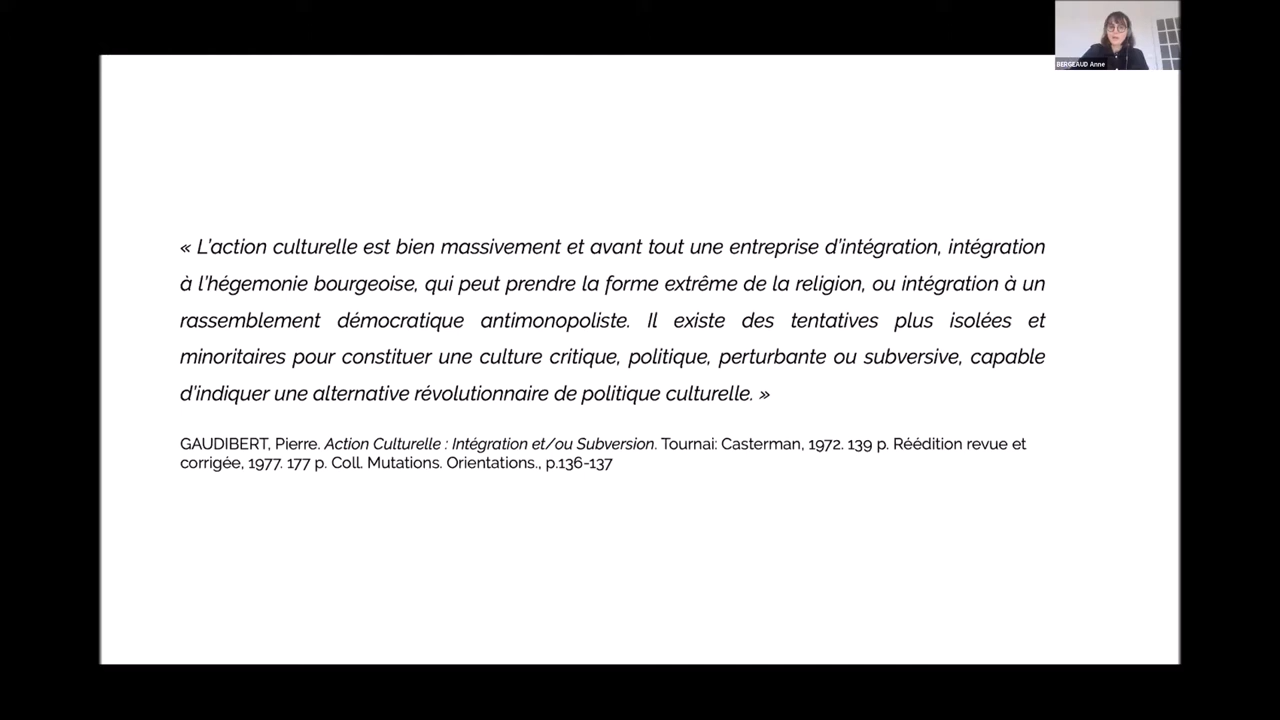 BERGEAUD Anne
« L'action culturelle est bien massivement et avant tout une entreprise d'intégration, intégration
à l'hégemonie bourgeoise, qui peut prendre la forme extrême de la religion, ou intégration à un
rassemblement démocratique antimonopoliste. Il existe des tentatives plus isolées et
minoritaires pour constituer une culture critique, politique, perturbante ou subversive, capable
d'indiquer une alternative révolutionnaire de politique culturelle. »
GAUDIBERT, Pierre. Action Culturelle : Intégration et/ou Subversion. Tournai: Casterman, 1972. 139 p. Réédition revue et
corrigée, 1977. 177 p. Coll. Mutations. Orientations., p.136-137